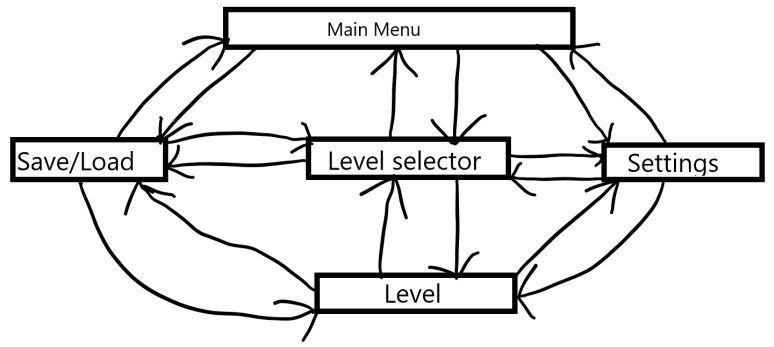 Main Menu
Save/Load
Level selector
Settings
Level